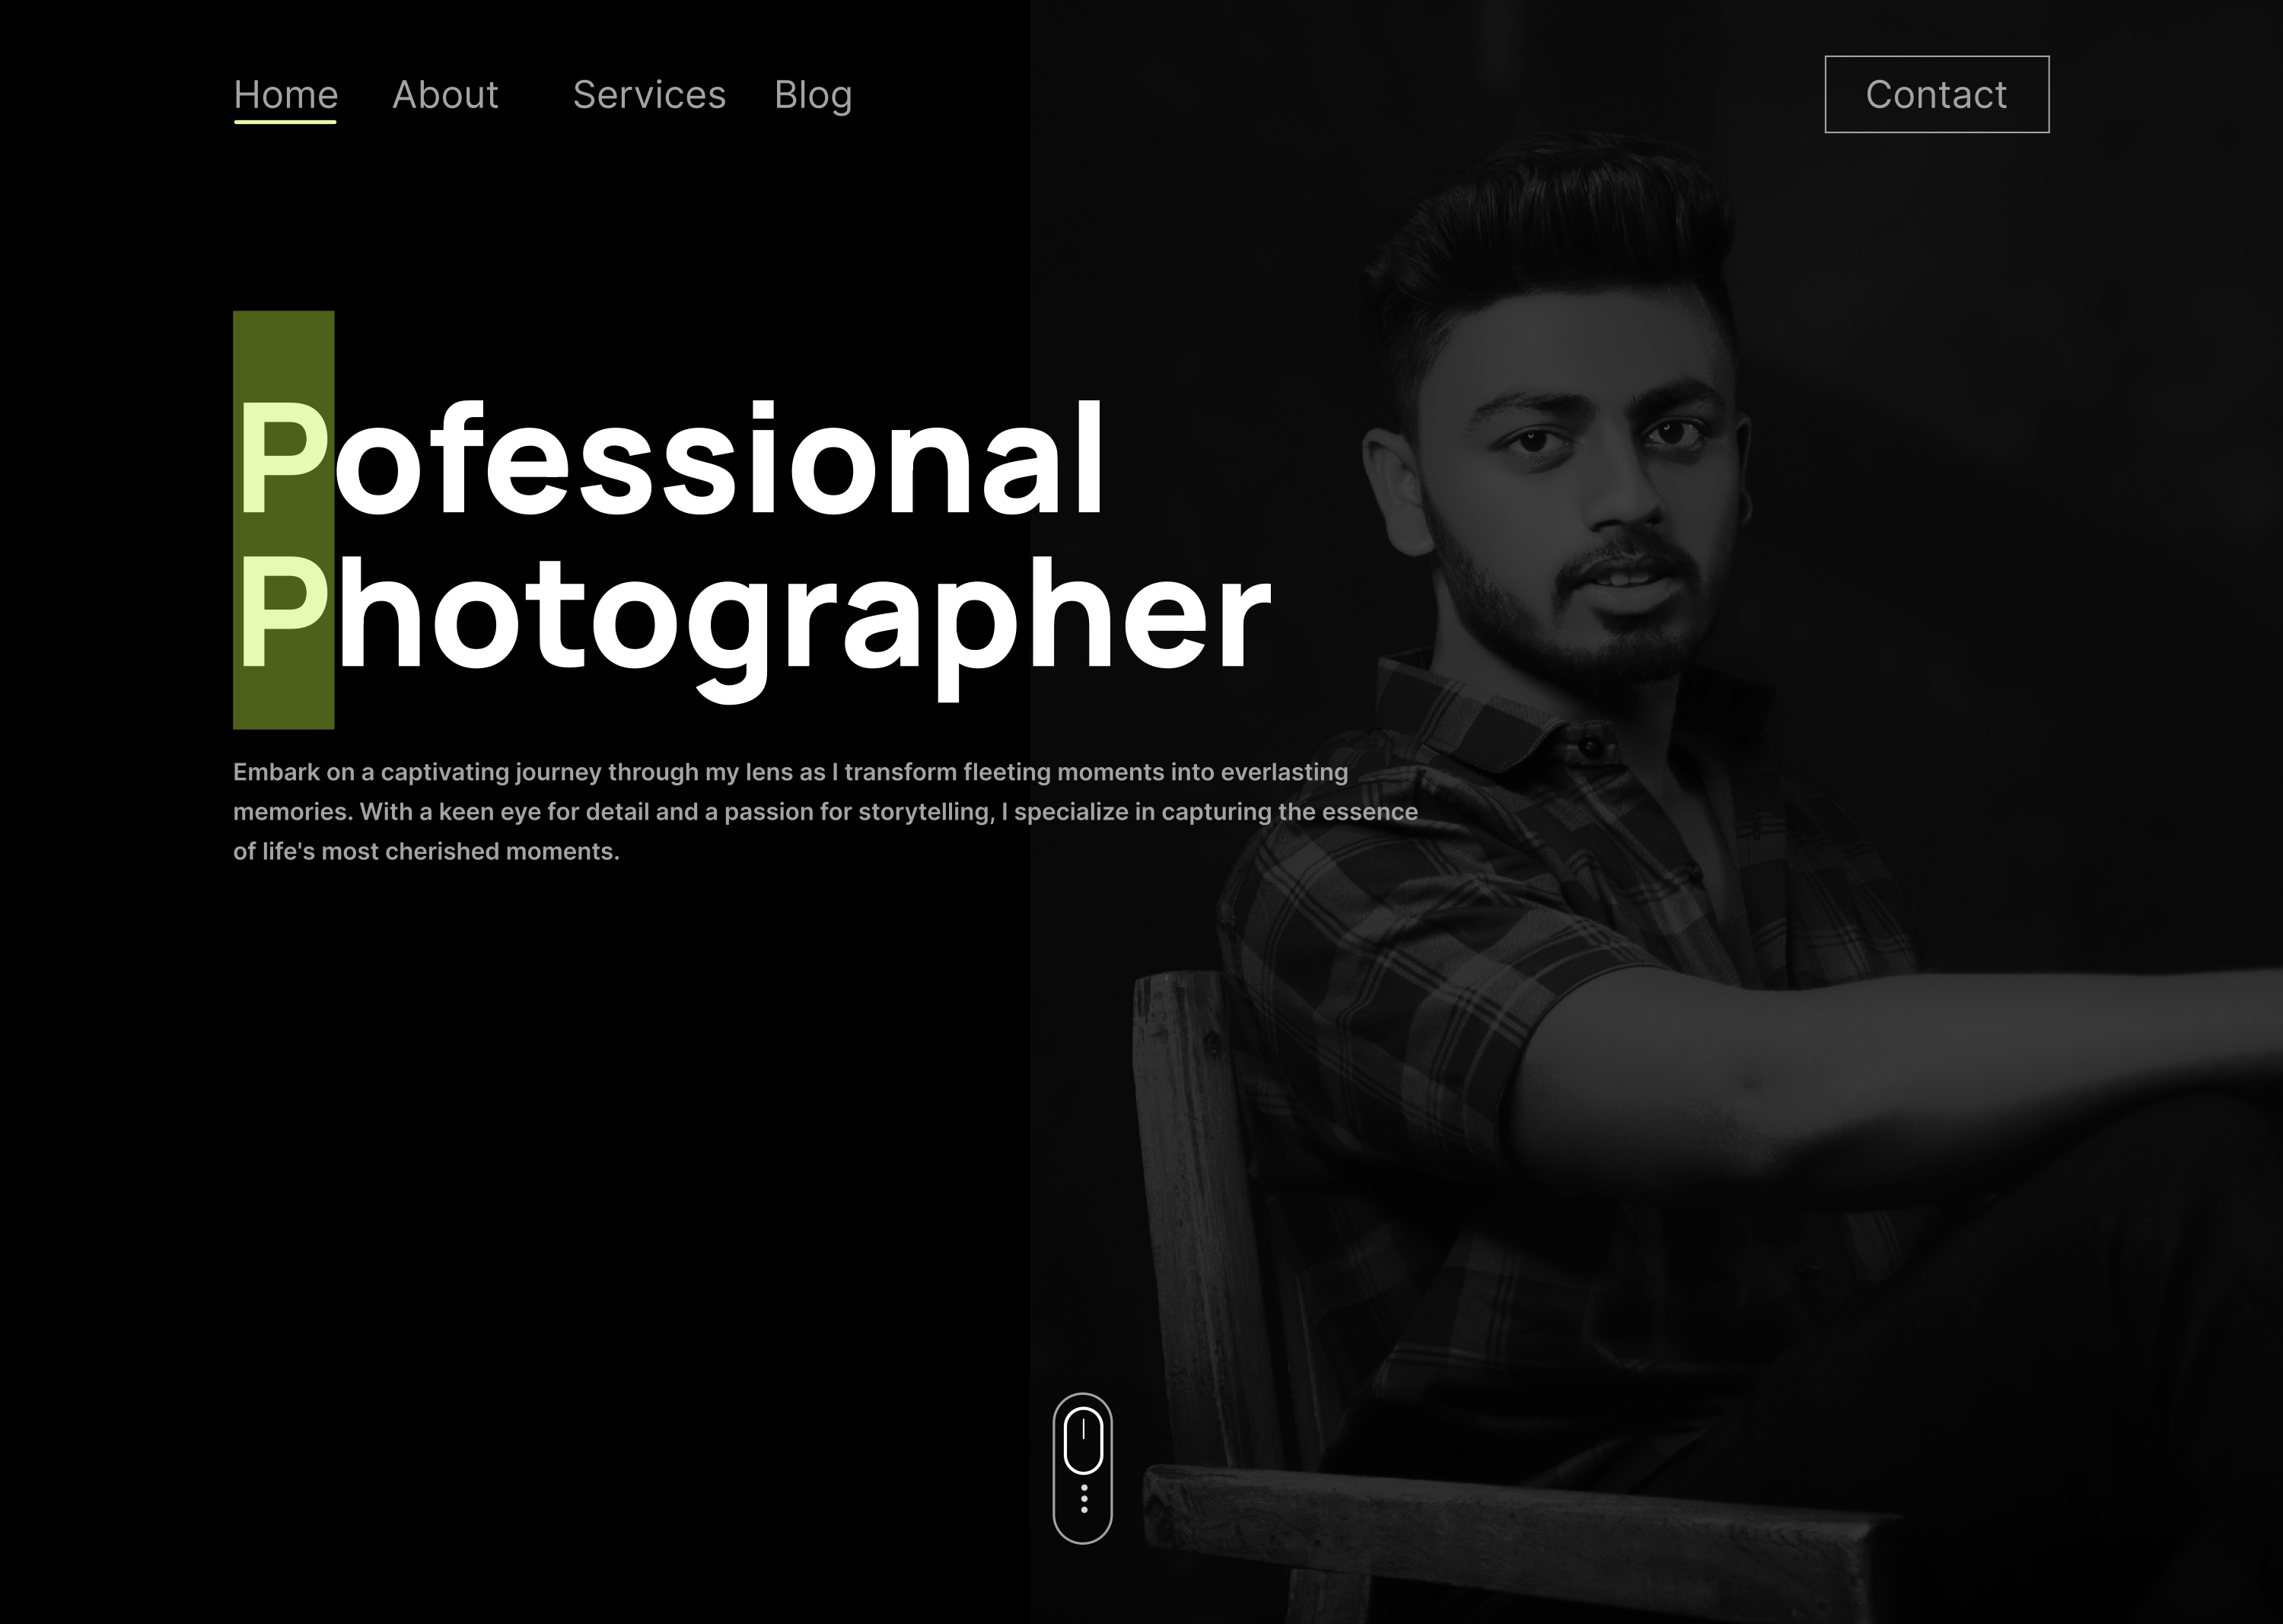 Home About Services Blog Contact
Pofessional
Photographer
Embark on a captivating journey through my lens as I transform fleeting moments into everlasting
memories. With a keen eye for detail and a passion for storytelling, I specialize in capturing the essence
of life's most cherished moments.